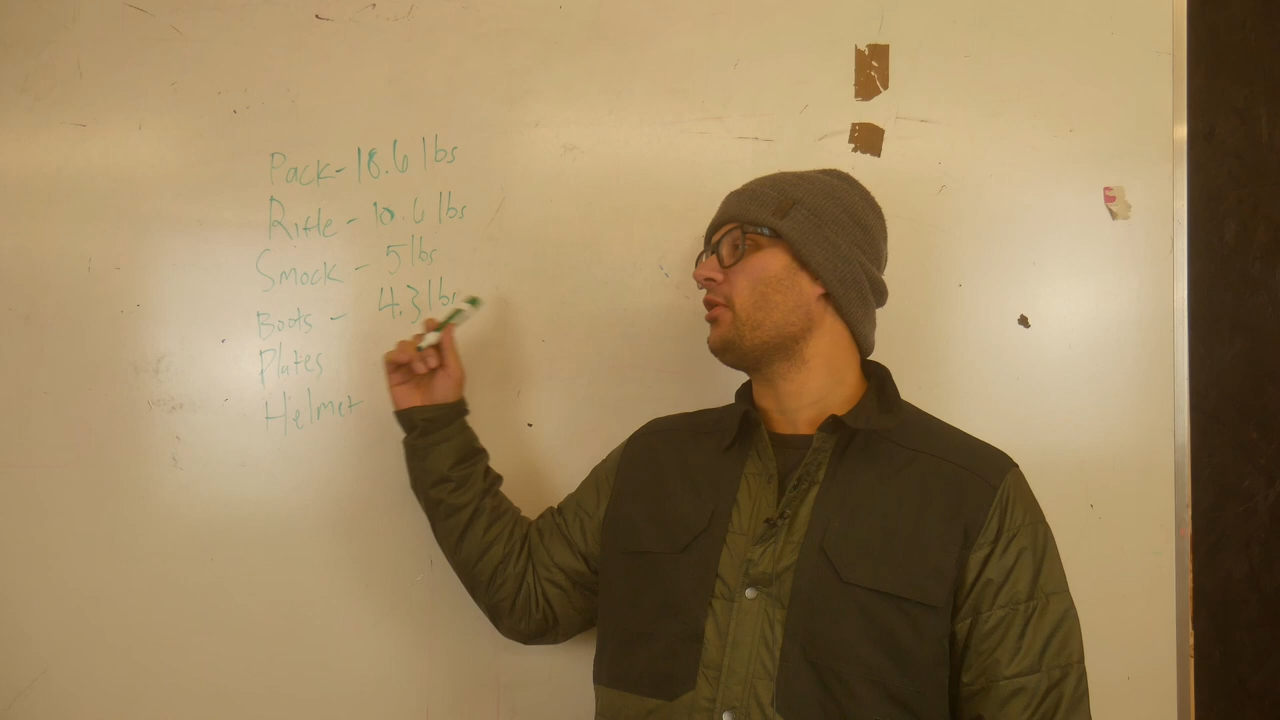 Pack - 18.6 lbs
Rifle - 10.6 lbs
Smock - 5 lbs
Boots - 4.3 lbs
Plates
Helmet